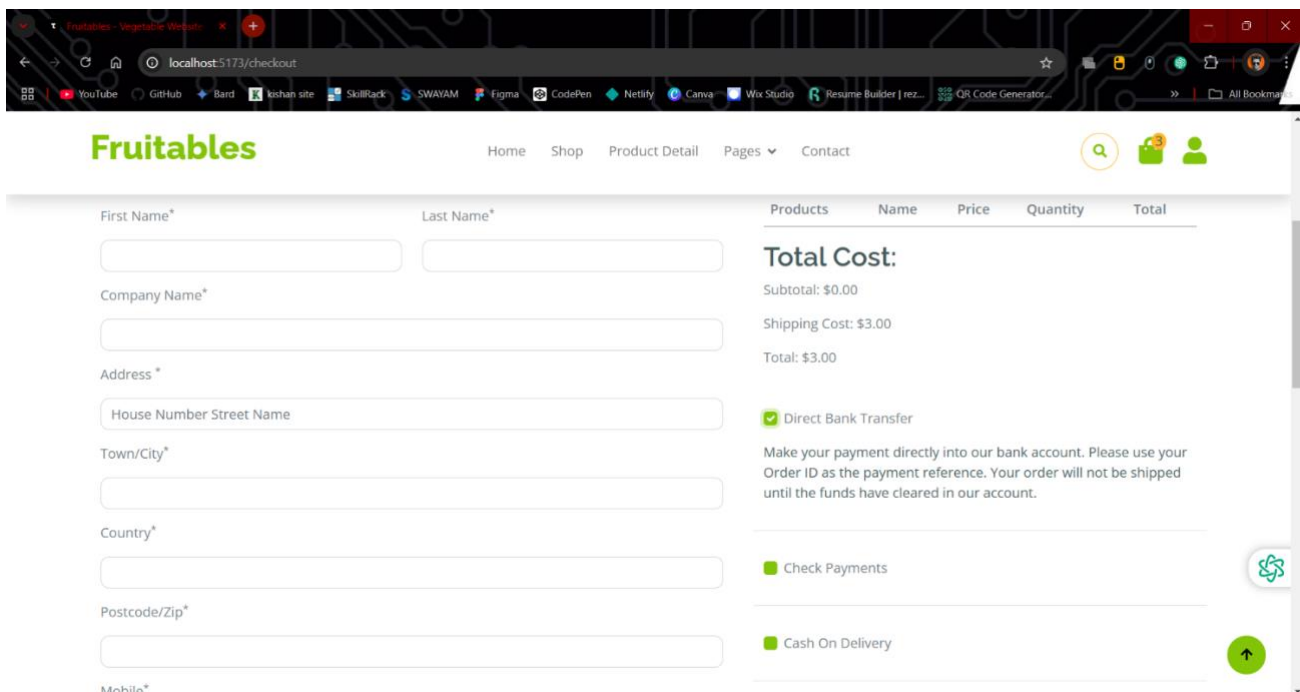 Fruitables - Vegetable Website
localhost:5173/checkout
YouTube GitHub Bard kishan site SkillRack SWAYAM Figma CodePen Netlify Canva Wix Studio Resume Builder | rez... QR Code Generator... » All Bookmarks
Fruitables
Home Shop Product Detail Pages Contact
3
First Name* Last Name*
Company Name*
Address *
House Number Street Name
Town/City*
Country*
Postcode/Zip*
Mobile*
Products Name Price Quantity Total
Total Cost:
Subtotal: $0.00
Shipping Cost: $3.00
Total: $3.00
Direct Bank Transfer
Make your payment directly into our bank account. Please use your
Order ID as the payment reference. Your order will not be shipped
until the funds have cleared in our account.
Check Payments
Cash On Delivery